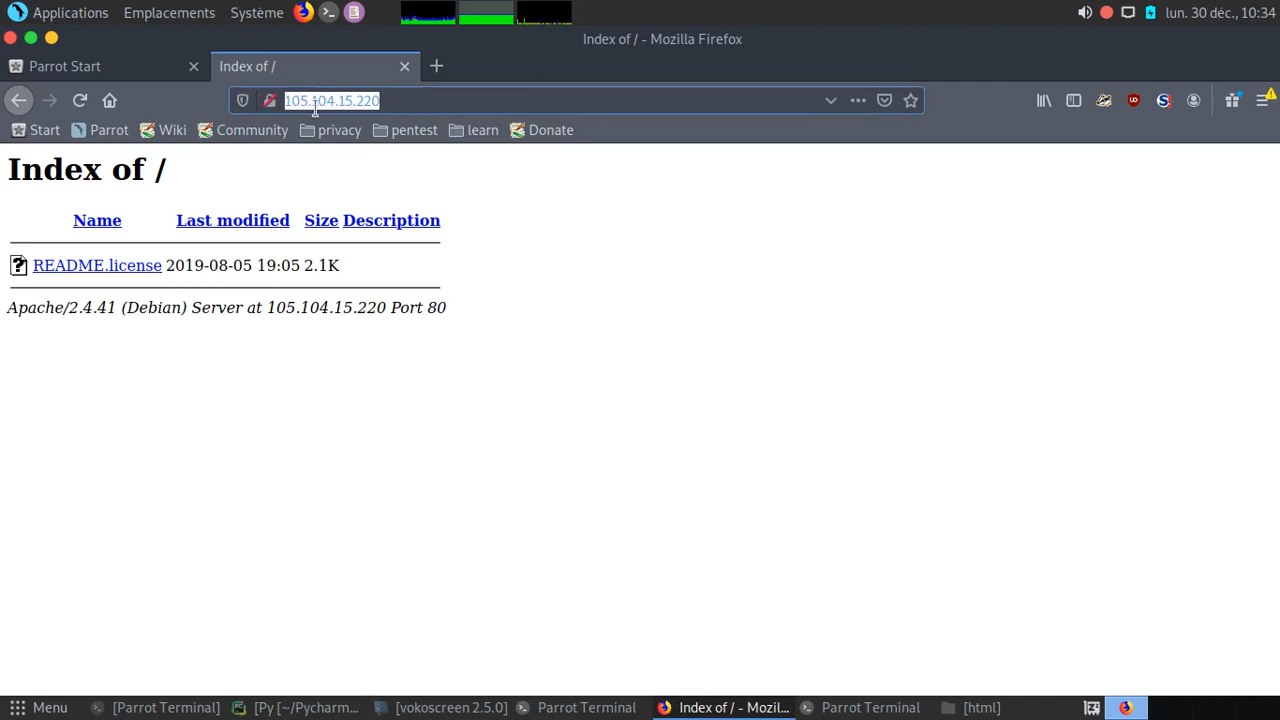 Applications Emplacements Système lun. 30 déc., 10:34
Index of / - Mozilla Firefox
Parrot Start Index of /
105.104.15.220
Start Parrot Wiki Community privacy pentest learn Donate
Index of /
Name Last modified Size Description
README.license 2019-08-05 19:05 2.1K
Apache/2.4.41 (Debian) Server at 105.104.15.220 Port 80
Menu [Parrot Terminal] [Py [~/Pycharm... [vokoscreen 2.5.0] Parrot Terminal Index of / - Mozil... Parrot Terminal [html]